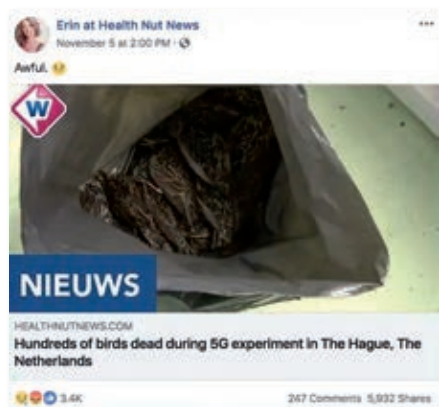 Erin at Health Nut News
November 5 at 2:00 PM ·
Awful.
W
NIEUWS
HEALTHNUTNEWS.COM
Hundreds of birds dead during 5G experiment in The Hague, The
Netherlands
3.4K 247 Comments 5,932 Shares